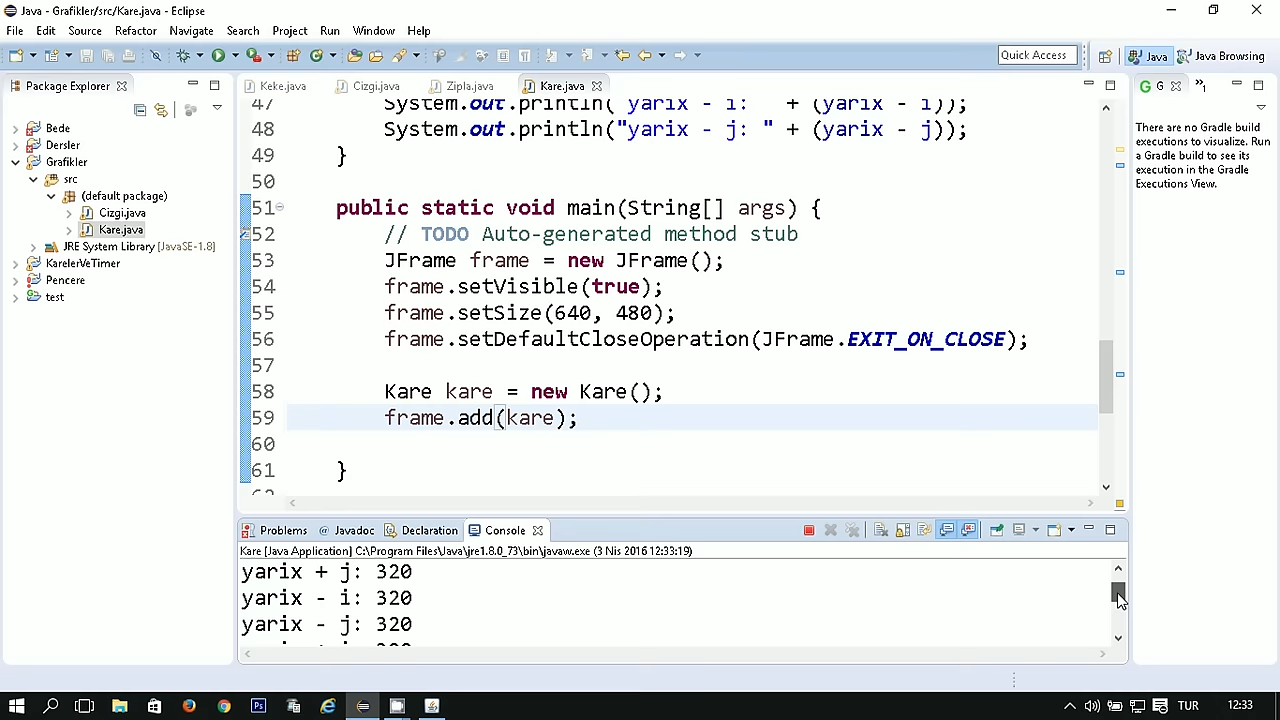 Java - Grafikler/src/Kare.java - Eclipse
File Edit Source Refactor Navigate Search Project Run Window Help
Quick Access
Java
Java Browsing
Package Explorer
Keke.java
Cizgi.java
Zipla.java
Kare.java
G
Bede
Dersler
Grafikler
src
(default package)
Cizgi.java
Kare.java
JRE System Library [JavaSE-1.8]
KarelerVeTimer
Pencere
test
47 System.out.println("yarix - i: " + (yarix - i));
48 System.out.println("yarix - j: " + (yarix - j));
49 }
50
51 public static void main(String[] args) {
52 // TODO Auto-generated method stub
53 JFrame frame = new JFrame();
54 frame.setVisible(true);
55 frame.setSize(640, 480);
56 frame.setDefaultCloseOperation(JFrame.EXIT_ON_CLOSE);
57
58 Kare kare = new Kare();
59 frame.add(kare);
60
61 }
There are no Gradle build
executions to visualize. Run
a Gradle build to see its
execution in the Gradle
Executions View.
Problems @ Javadoc Declaration Console
Kare [Java Application] C:\Program Files\Java\jre1.8.0_73\bin\javaw.exe (3 Nis 2016 12:33:19)
yarix + j: 320
yarix - i: 320
yarix - j: 320
TUR
12:33